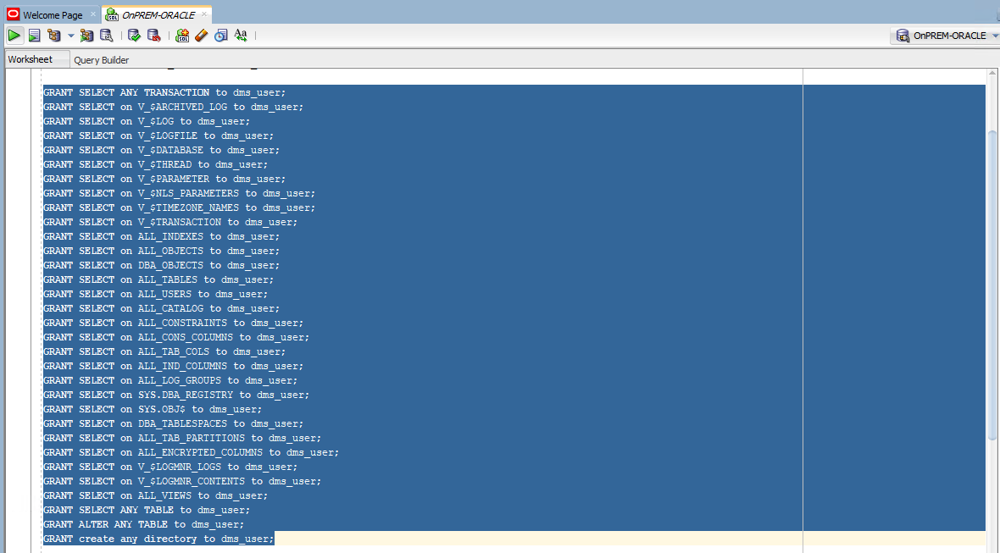 Welcome Page
OnPREM-ORACLE
SQL
SQL
Aa
OnPREM-ORACLE
Worksheet
Query Builder
GRANT SELECT ANY TRANSACTION to dms_user;
GRANT SELECT on V_$ARCHIVED_LOG to dms_user;
GRANT SELECT on V_$LOG to dms_user;
GRANT SELECT on V_$LOGFILE to dms_user;
GRANT SELECT on V_$DATABASE to dms_user;
GRANT SELECT on V_$THREAD to dms_user;
GRANT SELECT on V_$PARAMETER to dms_user;
GRANT SELECT on V_$NLS_PARAMETERS to dms_user;
GRANT SELECT on V_$TIMEZONE_NAMES to dms_user;
GRANT SELECT on V_$TRANSACTION to dms_user;
GRANT SELECT on ALL_INDEXES to dms_user;
GRANT SELECT on ALL_OBJECTS to dms_user;
GRANT SELECT on DBA_OBJECTS to dms_user;
GRANT SELECT on ALL_TABLES to dms_user;
GRANT SELECT on ALL_USERS to dms_user;
GRANT SELECT on ALL_CATALOG to dms_user;
GRANT SELECT on ALL_CONSTRAINTS to dms_user;
GRANT SELECT on ALL_CONS_COLUMNS to dms_user;
GRANT SELECT on ALL_TAB_COLS to dms_user;
GRANT SELECT on ALL_IND_COLUMNS to dms_user;
GRANT SELECT on ALL_LOG_GROUPS to dms_user;
GRANT SELECT on SYS.DBA_REGISTRY to dms_user;
GRANT SELECT on SYS.OBJ$ to dms_user;
GRANT SELECT on DBA_TABLESPACES to dms_user;
GRANT SELECT on ALL_TAB_PARTITIONS to dms_user;
GRANT SELECT on ALL_ENCRYPTED_COLUMNS to dms_user;
GRANT SELECT on V_$LOGMNR_LOGS to dms_user;
GRANT SELECT on V_$LOGMNR_CONTENTS to dms_user;
GRANT SELECT on ALL_VIEWS to dms_user;
GRANT SELECT ANY TABLE to dms_user;
GRANT ALTER ANY TABLE to dms_user;
GRANT create any directory to dms_user;